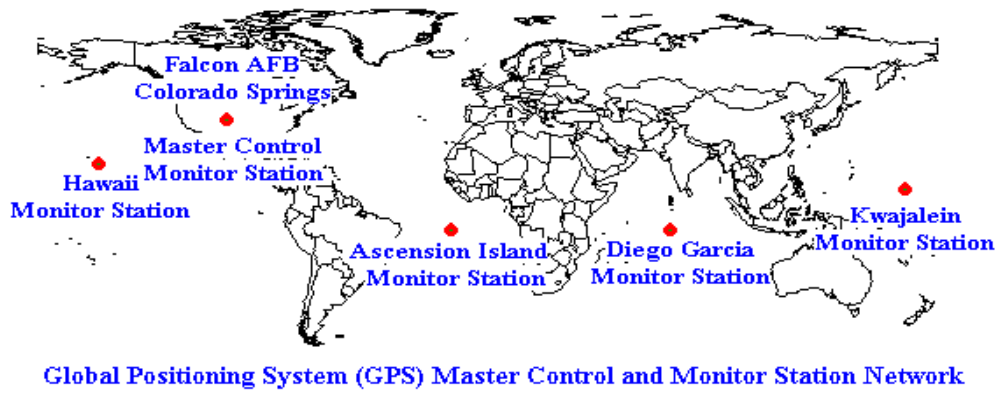 Falcon AFB
Colorado Springs
Master Control
Monitor Station
Hawaii
Monitor Station
Ascension Island
Monitor Station
Diego Garcia
Monitor Station
Kwajalein
Monitor Station
Global Positioning System (GPS) Master Control and Monitor Station Network